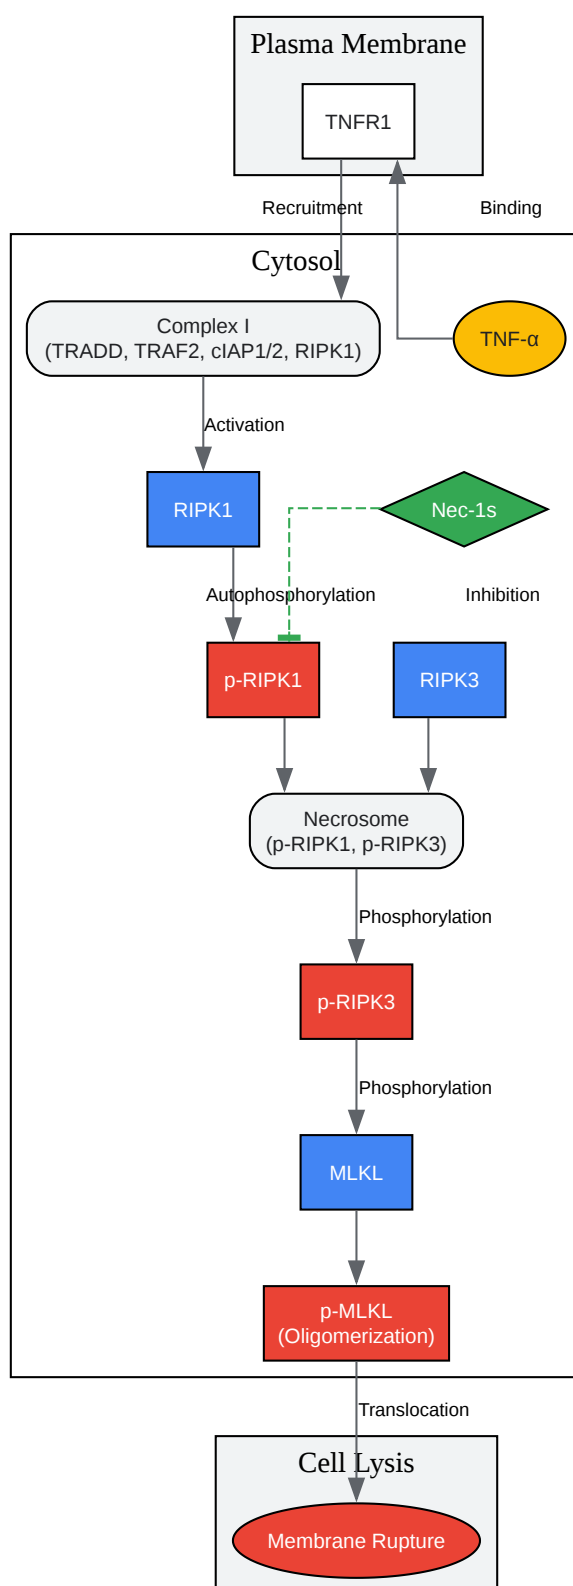 Plasma Membrane
TNFR1
Recruitment
Binding
Cytosol
Complex I
(TRADD, TRAF2, cIAP1/2, RIPK1)
TNF-α
Activation
RIPK1
Nec-1s
Autophosphorylation
Inhibition
p-RIPK1
RIPK3
Necrosome
(p-RIPK1, p-RIPK3)
Phosphorylation
p-RIPK3
Phosphorylation
MLKL
p-MLKL
(Oligomerization)
Translocation
Cell Lysis
Membrane Rupture